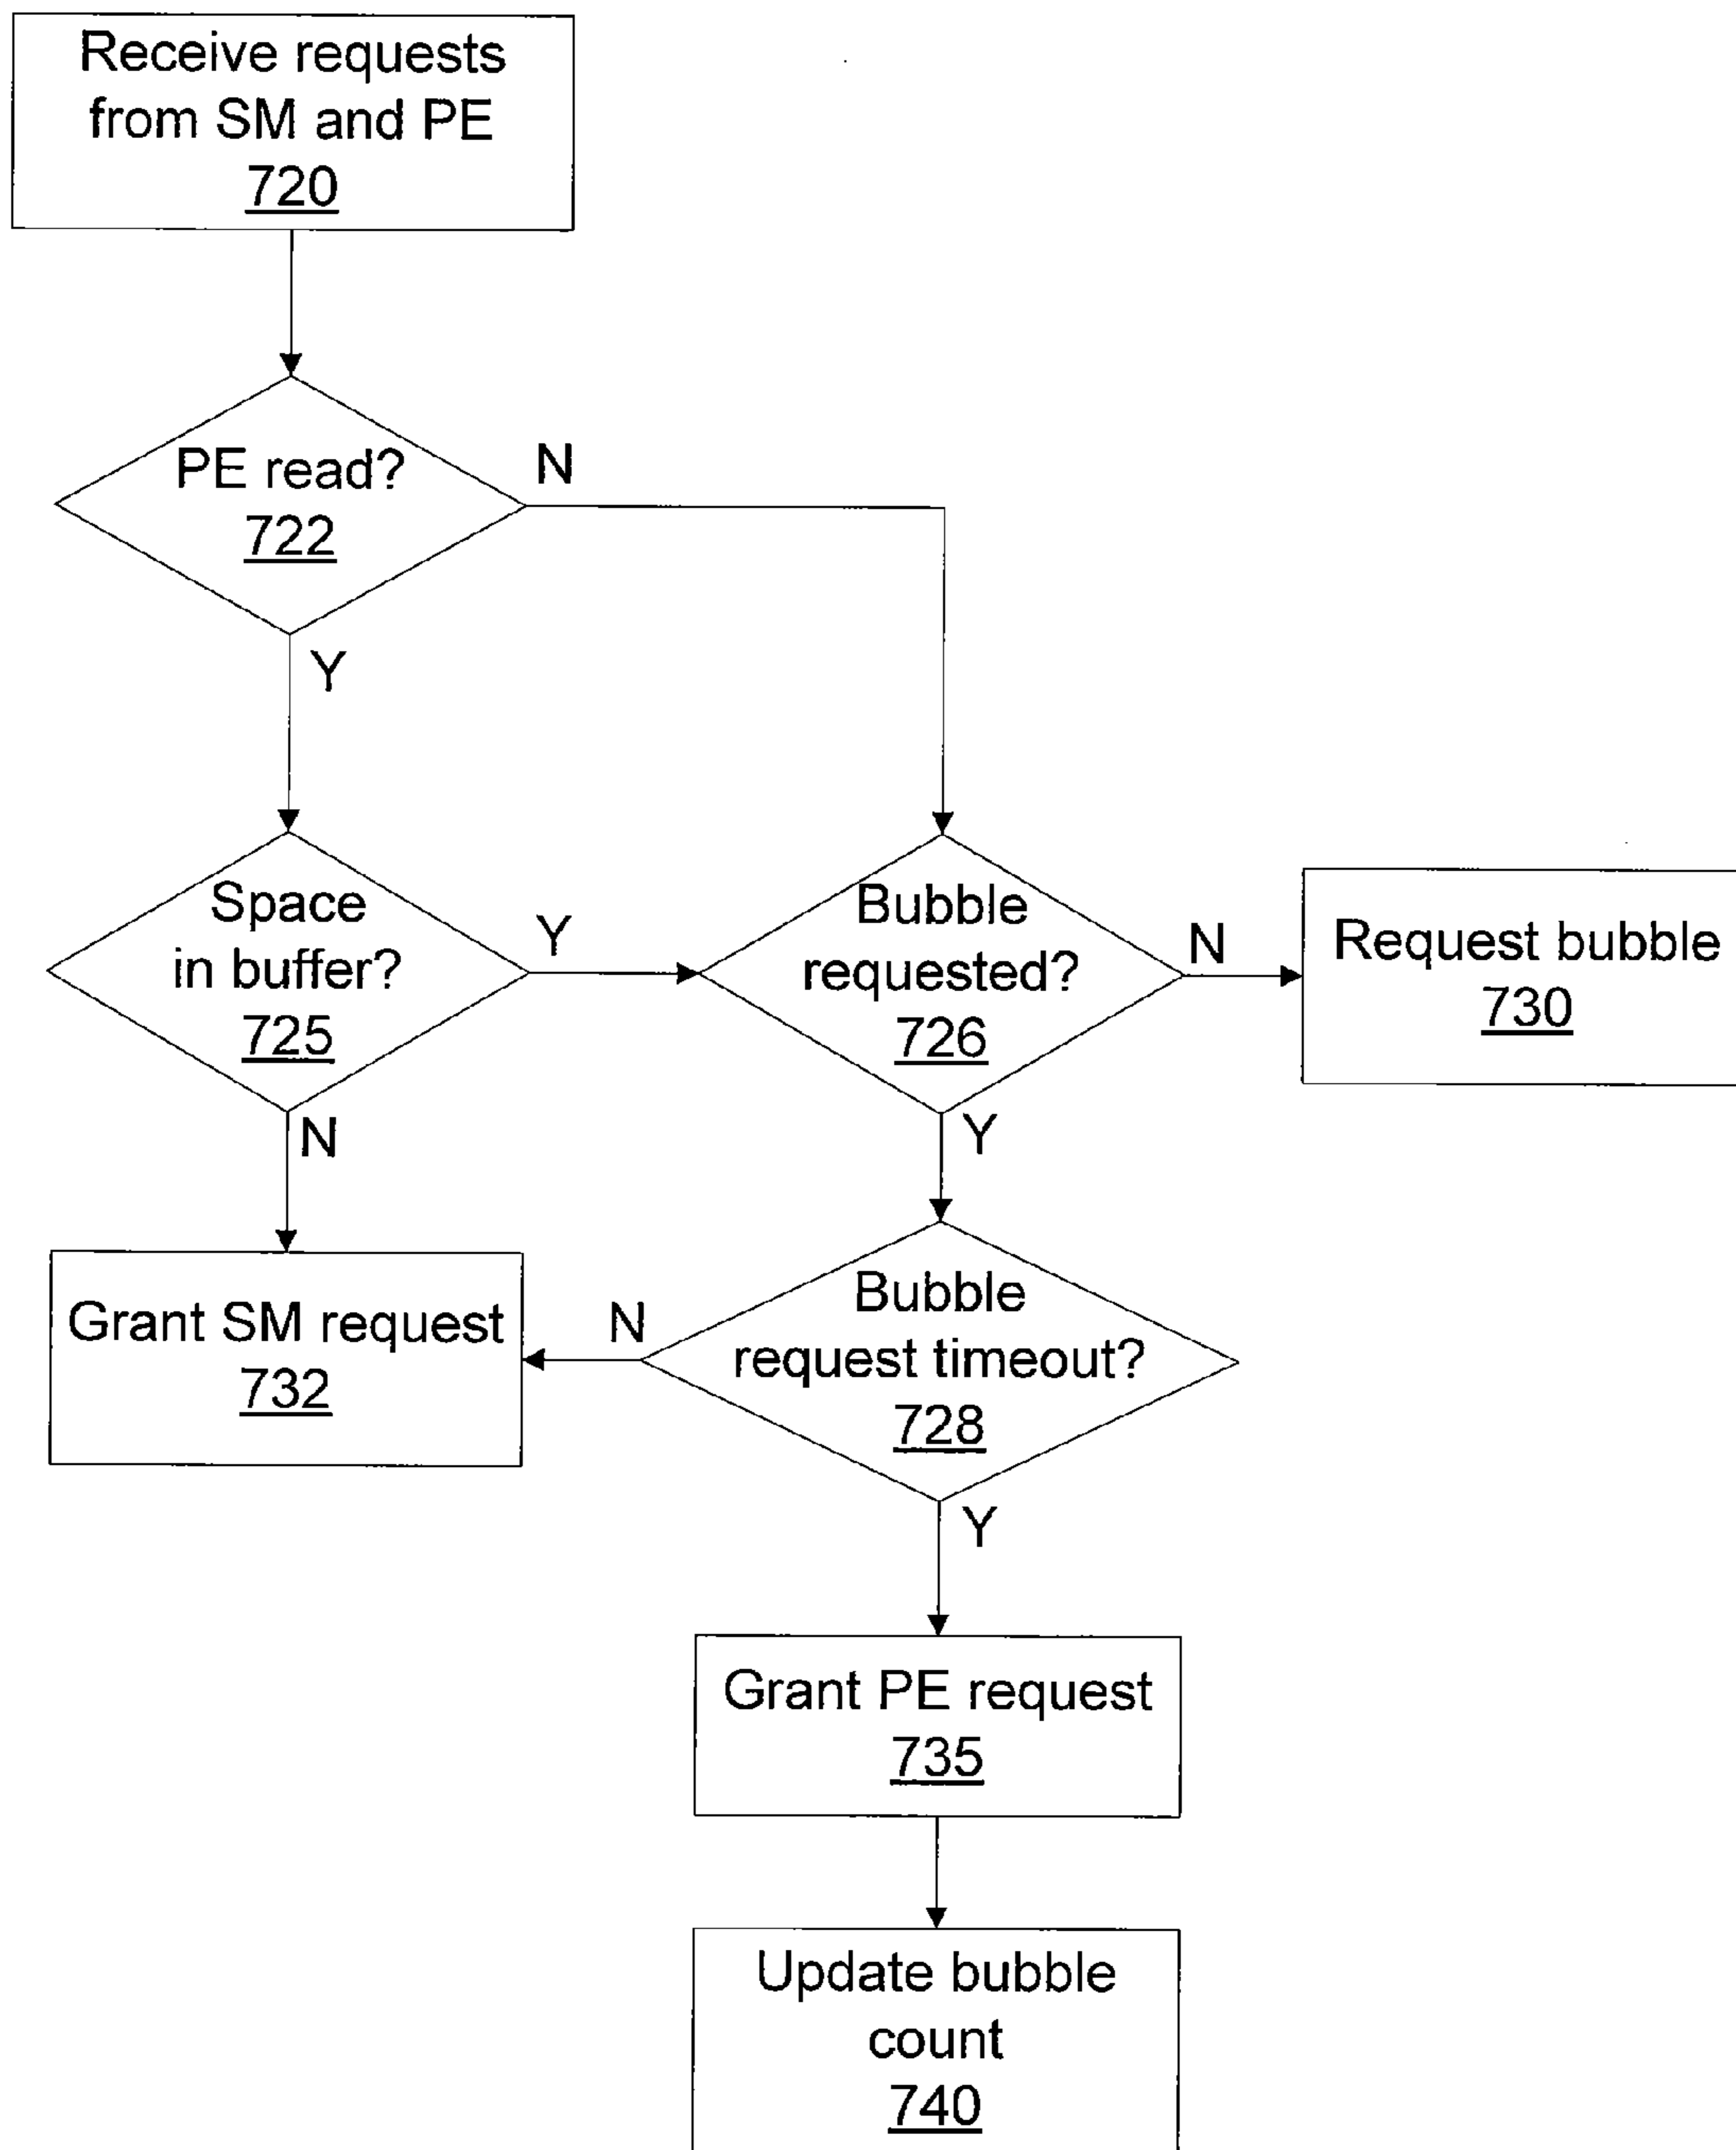 Receive requests
from SM and PE
720
PE read?
722
N
Y
Space
in buffer?
725
Y
N
Bubble
requested?
726
N
Y
Request bubble
730
Grant SM request
732
N
Bubble
request timeout?
728
Y
Grant PE request
735
Update bubble
count
740